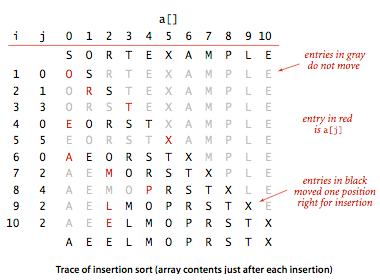 a[]
i j 0 1 2 3 4 5 6 7 8 9 10
S O R T E X A M P L E
entries in gray
do not move
1 0 O S R T E X A M P L E
2 1 O R S T E X A M P L E
3 3 O R S T E X A M P L E
entry in red
is a[j]
4 0 E O R S T X A M P L E
5 5 E O R S T X A M P L E
6 0 A E O R S T X M P L E
entries in black
moved one position
right for insertion
7 2 A E M O R S T X P L E
8 4 A E M O P R S T X L E
9 2 A E L M O P R S T X E
10 2 A E E L M O P R S T X
A E E L M O P R S T X
Trace of insertion sort (array contents just after each insertion)